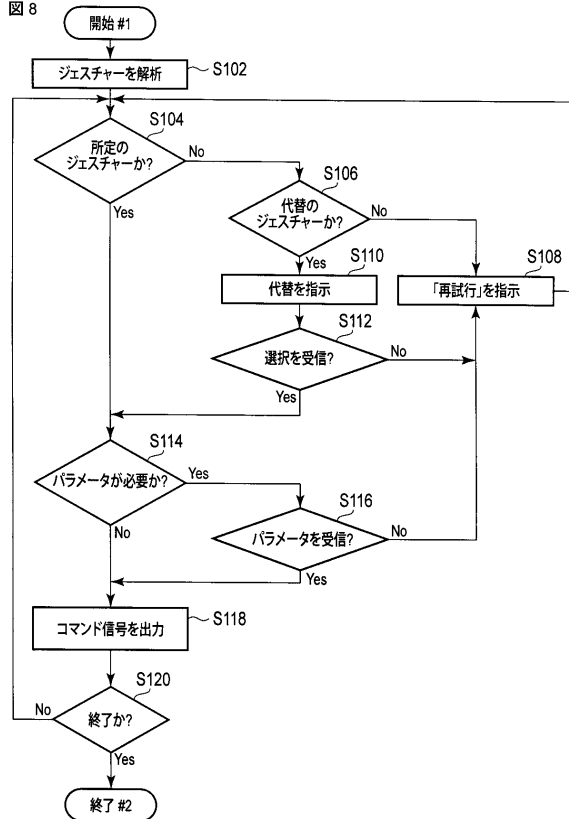 図 8
開始 #1
ジェスチャーを解析
S102
S104
所定の
ジェスチャーか?
No
Yes
S106
代替の
ジェスチャーか?
No
Yes
S110
代替を指示
S108
「再試行」を指示
S112
選択を受信?
No
Yes
S114
パラメータが必要か?
Yes
No
S116
パラメータを受信?
No
Yes
コマンド信号を出力
S118
S120
終了か?
No
Yes
終了 #2